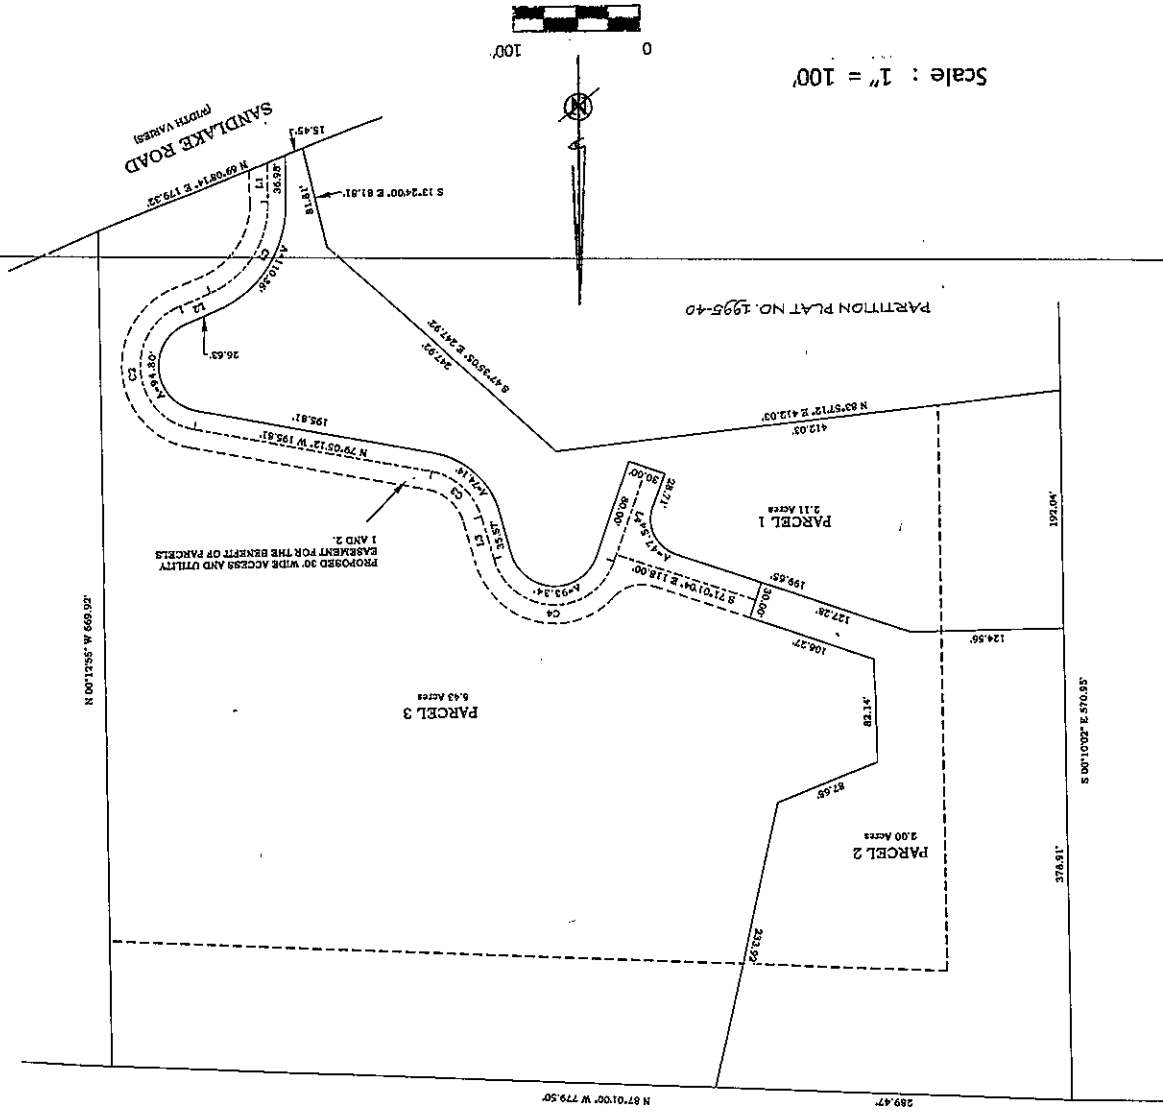 289.47'
N 87°01'00" W 779.50'
233.92'
378.91'
PARCEL 2
2.00 Acres
87.68'
S 00°10'02" E 570.95'
82.14'
PARCEL 3
6.43 Acres
N 00°12'55" W 669.92'
124.56'
108.27'
127.28'
30.00'
199.65'
S 71°01'04" E 118.00'
C4
A=93.34'
A=47.54'
L3
35.57'
PROPOSED 30' WIDE ACCESS AND UTILITY
EASEMENT FOR THE BENEFIT OF PARCELS
1 AND 2.
192.04'
PARCEL 1
2.11 Acres
28.71'
L4
80.00'
30.00'
C3
A=74.14'
N 79°05'12" W 195.81'
195.81'
412.03'
N 83°57'12" E 412.03'
C2
A=94.80'
26.63'
247.92'
S 47°35'05" E 247.92'
PARTITION PLAT NO. 1995-40
L2
C1
A=110.38'
S 13°24'00" E 81.81'
81.81'
L1
36.98'
N 69°08'14" E 179.32'
15.45'
SANDLAKE ROAD
(WIDTH VARIES)
N
Scale : 1" = 100'
0
100'